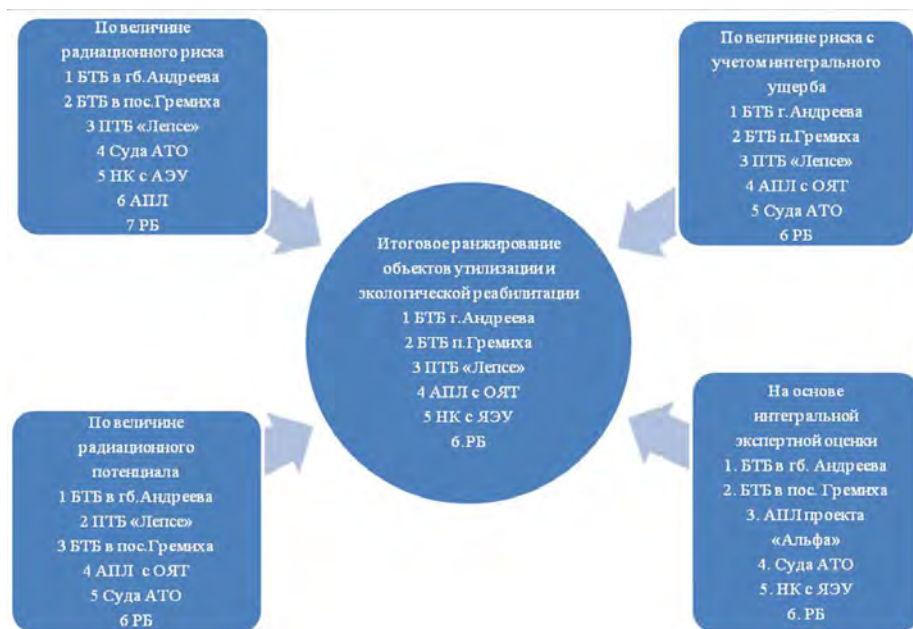 По величине
радиационного риска
1 БТБ в гб.Андреева
2 БТБ в пос.Гремиха
3 ПТБ «Лепсе»
4 Суда АТО
5 НК с АЭУ
6 АПЛ
7 РБ
По величине риска с
учетом интегрального
ущерба
1 БТБ г.Андреева
2 БТБ п.Гремиха
3 ПТБ «Лепсе»
4 АПЛ с ОЯТ
5 Суда АТО
6 РБ
Итоговое ранжирование
объектов утилизации и
экологической реабилитации
1 БТБ г.Андреева
2 БТБ п.Гремиха
3 ПТБ «Лепсе»
4 АПЛ с ОЯТ
5 НК с ЯЭУ
6.РБ
По величине
радиационного
потенциала
1 БТБ в гб.Андреева
2 ПТБ «Лепсе»
3 БТБ в пос.Гремиха
4 АПЛ с ОЯТ
5 Суда АТО
6 РБ
На основе
интегральной
экспертной оценки
1. БТБ в гб. Андреева
2. БТБ в пос. Гремиха
3. АПЛ проекта
«Альфа»
4. Суда АТО
5. НК с ЯЭУ
6. РБ